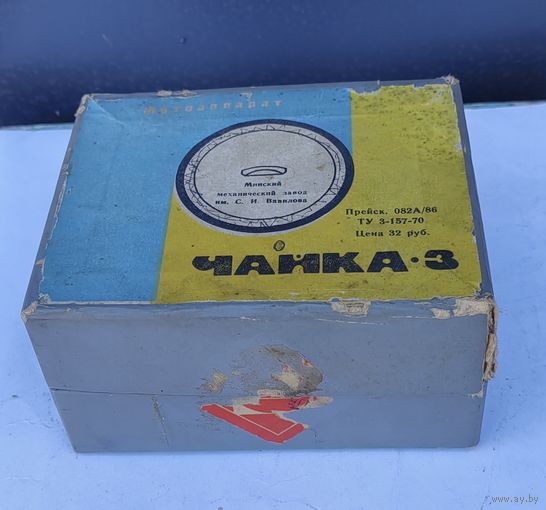 Фотоаппарат
Минский
механический завод
им. С. И. Вавилова
Прейск. 082А/86
ТУ 3-157-70
Цена 32 руб.
ЧАЙКА·3
www.ay.by